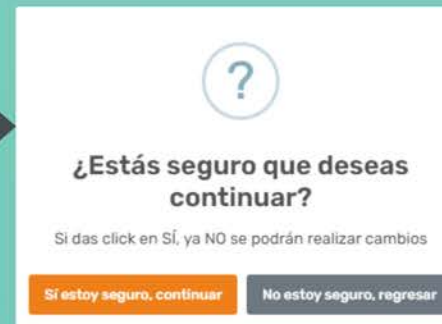 ?
¿Estás seguro que deseas
continuar?
Si das click en SÍ, ya NO se podrán realizar cambios
Sí estoy seguro, continuar
No estoy seguro, regresar